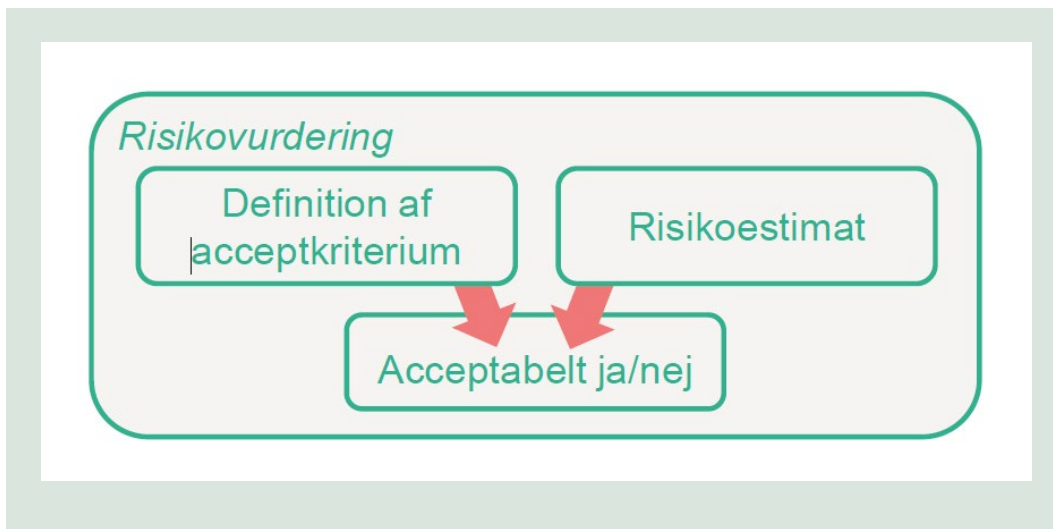 Risikovurdering
Definition af
acceptkriterium
Risikoestimat
Acceptabelt ja/nej